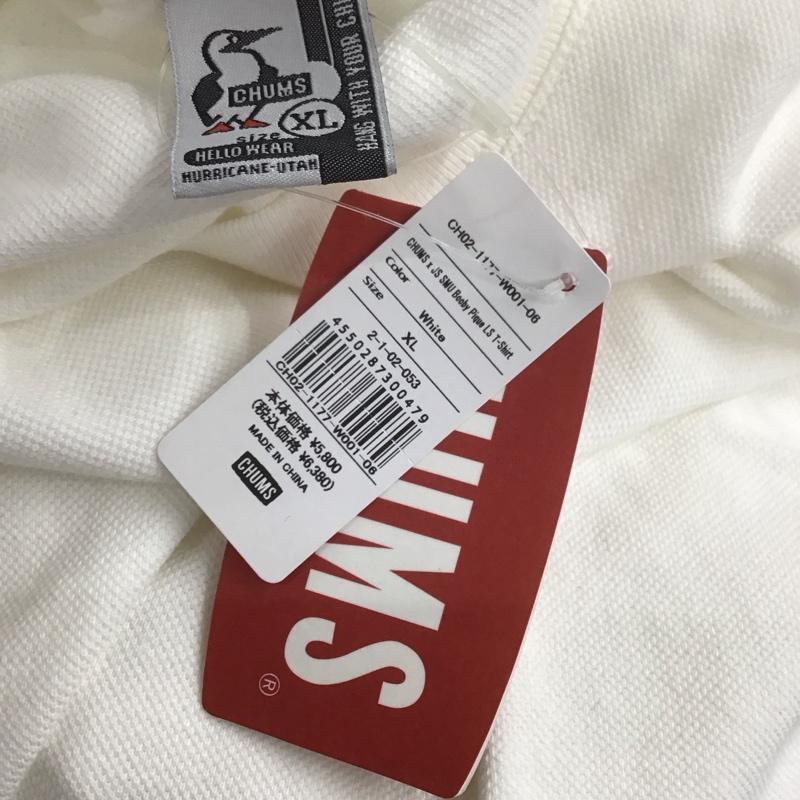 CHUMS
size XL
HELLO WEAR
HURRICANE-UTAH
HANG WITH YOUR
CH02-1177-W001-06
CHUMS x JS SMU Booby Pique LS T-Shirt
Color White
Size XL
2-1-02-053
4550287300479
CH02-1177-W001-06
本体価格 ¥5,800
(税込価格 ¥6,380)
MADE IN CHINA
CHUMS
UMS
®